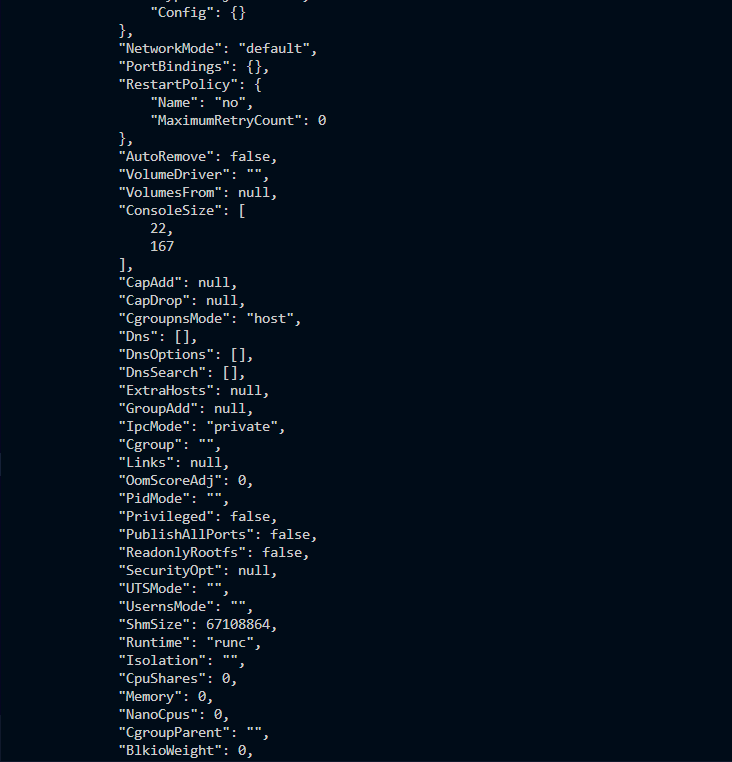 "Config": {}
},
"NetworkMode": "default",
"PortBindings": {},
"RestartPolicy": {
"Name": "no",
"MaximumRetryCount": 0
},
"AutoRemove": false,
"VolumeDriver": "",
"VolumesFrom": null,
"ConsoleSize": [
22,
167
],
"CapAdd": null,
"CapDrop": null,
"CgroupnsMode": "host",
"Dns": [],
"DnsOptions": [],
"DnsSearch": [],
"ExtraHosts": null,
"GroupAdd": null,
"IpcMode": "private",
"Cgroup": "",
"Links": null,
"OomScoreAdj": 0,
"PidMode": "",
"Privileged": false,
"PublishAllPorts": false,
"ReadonlyRootfs": false,
"SecurityOpt": null,
"UTSMode": "",
"UsernsMode": "",
"ShmSize": 67108864,
"Runtime": "runc",
"Isolation": "",
"CpuShares": 0,
"Memory": 0,
"NanoCpus": 0,
"CgroupParent": "",
"BlkioWeight": 0,